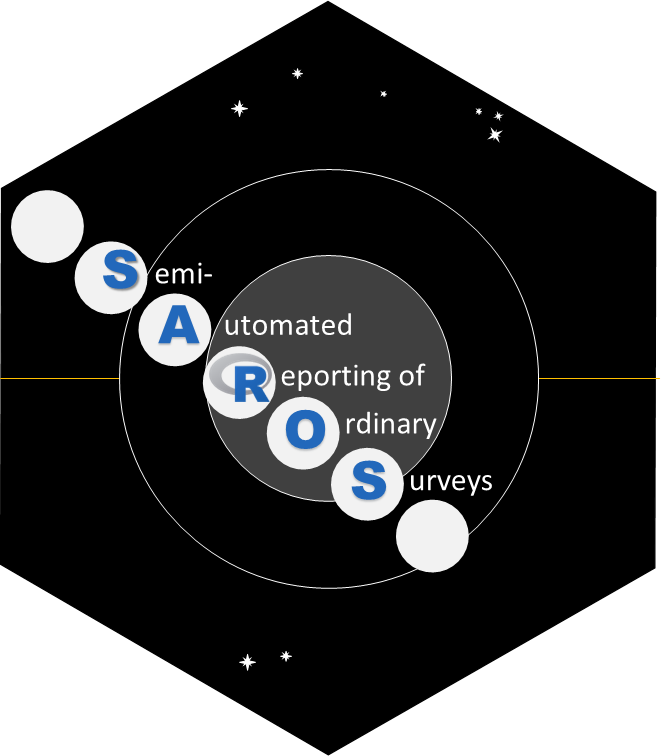 Semi-
Automated
Reporting of
Ordinary
Surveys